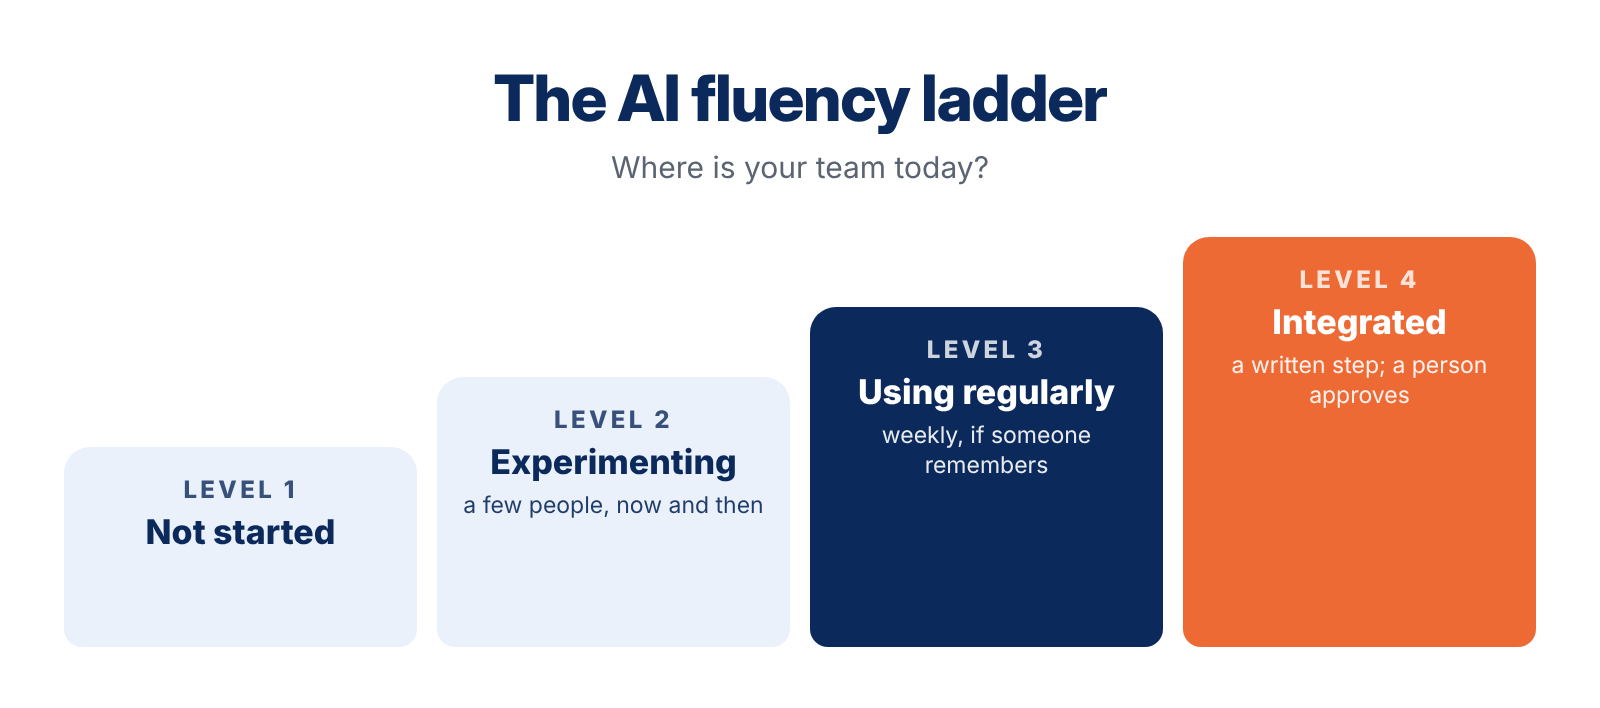 The AI fluency ladder
Where is your team today?
LEVEL 1
Not started
LEVEL 2
Experimenting
a few people, now and then
LEVEL 3
Using regularly
weekly, if someone
remembers
LEVEL 4
Integrated
a written step; a person
approves